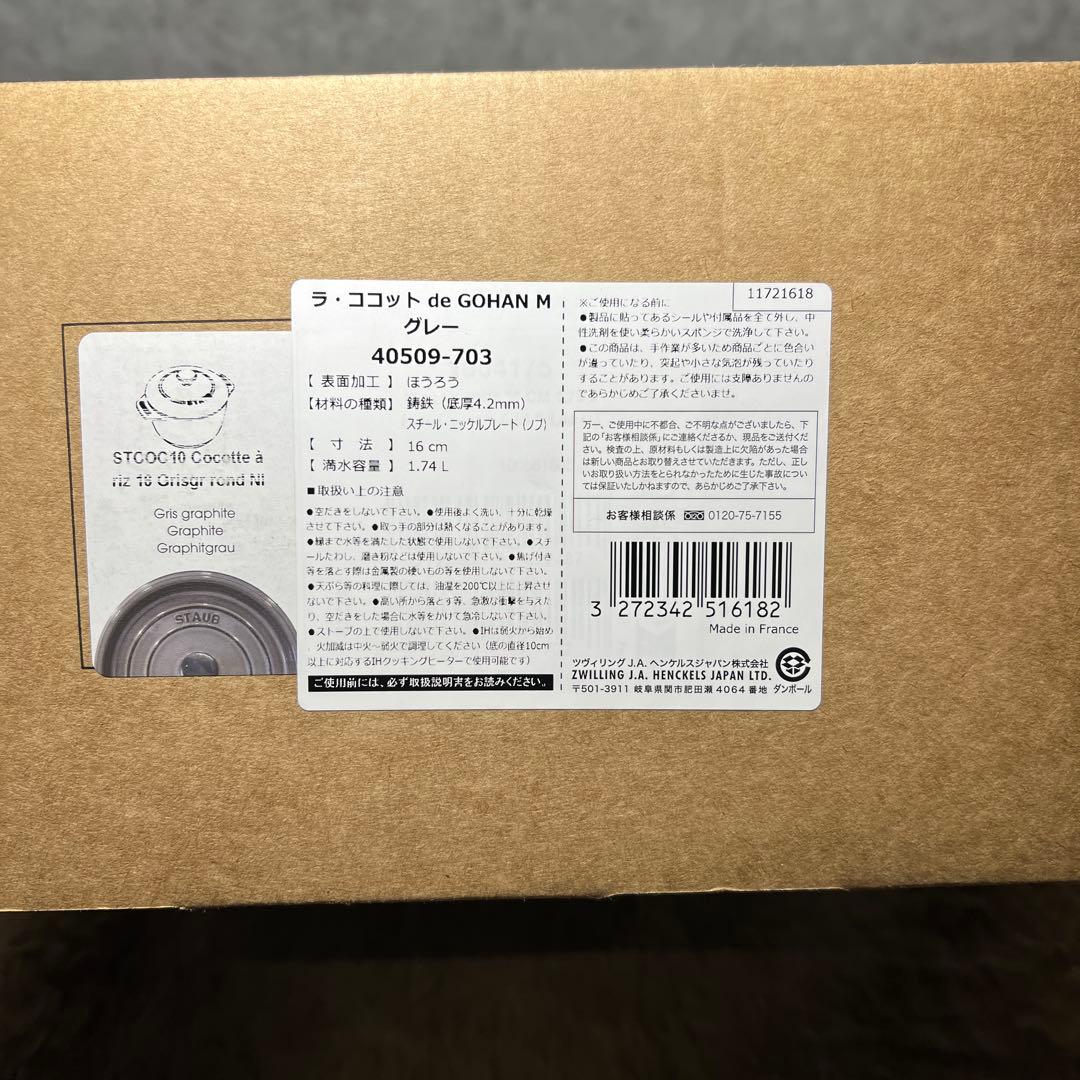 STCOC10 Cocotte à
riz 16 Grisgr rond NI
Gris graphite
Graphite
Graphitgrau
STAUB
ラ・ココット de GOHAN M
グレー
40509-703
【 表面加工 】 ほうろう
【材料の種類】 鋳鉄（底厚4.2mm）
スチール・ニッケルプレート（ノブ）
【 寸 法 】 16 cm
【 満水容量 】 1.74 L
■取扱い上の注意
●空だきをしないで下さい。●使用後よく洗い、十分に乾燥
させて下さい。●取っ手の部分は熱くなることがあります。
●縁まで水等を満たした状態で使用しないで下さい。●スチ
ールたわし、磨き粉などは使用しないで下さい。●焦げ付き
等を落とす際は金属製の硬いもの等を使用しないで下さい。
●天ぷら等の料理に際しては、油温を200℃以上に上昇させ
ないで下さい。●高い所から落とす等、急激な衝撃を与えた
り、空だきをした場合に水等をかけて急冷しないで下さい。
●ストーブの上で使用しないで下さい。●IHは弱火から始め
、火加減は中火～弱火で調理してください（底の直径10cm
以上に対応するIHクッキングヒーターで使用可能です）
ご使用前には、必ず取扱説明書をお読みください。
11721618
※ご使用になる前に
●製品に貼ってあるシールや付属品を全て外し、中
性洗剤を使い柔らかいスポンジで洗浄して下さい。
●この商品は、手作業が多いため商品ごとに色合い
が違っていたり、突起や小さな気泡が残っていたり
することがあります。ご使用には支障ありませんの
であらかじめご了承くださいませ。
万一、ご使用中に不都合、ご不明な点がございましたら、下
記の「お客様相談係」にご連絡くださるか、現品をご送付くださ
い。検査の上、原材料もしくは製造上に欠陥があった場合
は新しい商品とお取り替えさせていただきます。ただし、正し
いお取り扱い方法をとられなかったために生じた事故につい
ては保証いたしかねますので、あらかじめご了承下さい。
お客様相談係 0120-75-7155
3 272342 516182
Made in France
ツヴィリング J.A. ヘンケルスジャパン株式会社
ZWILLING J.A. HENCKELS JAPAN LTD.
〒501-3911 岐阜県関市肥田瀬 4064 番地
ダンボール